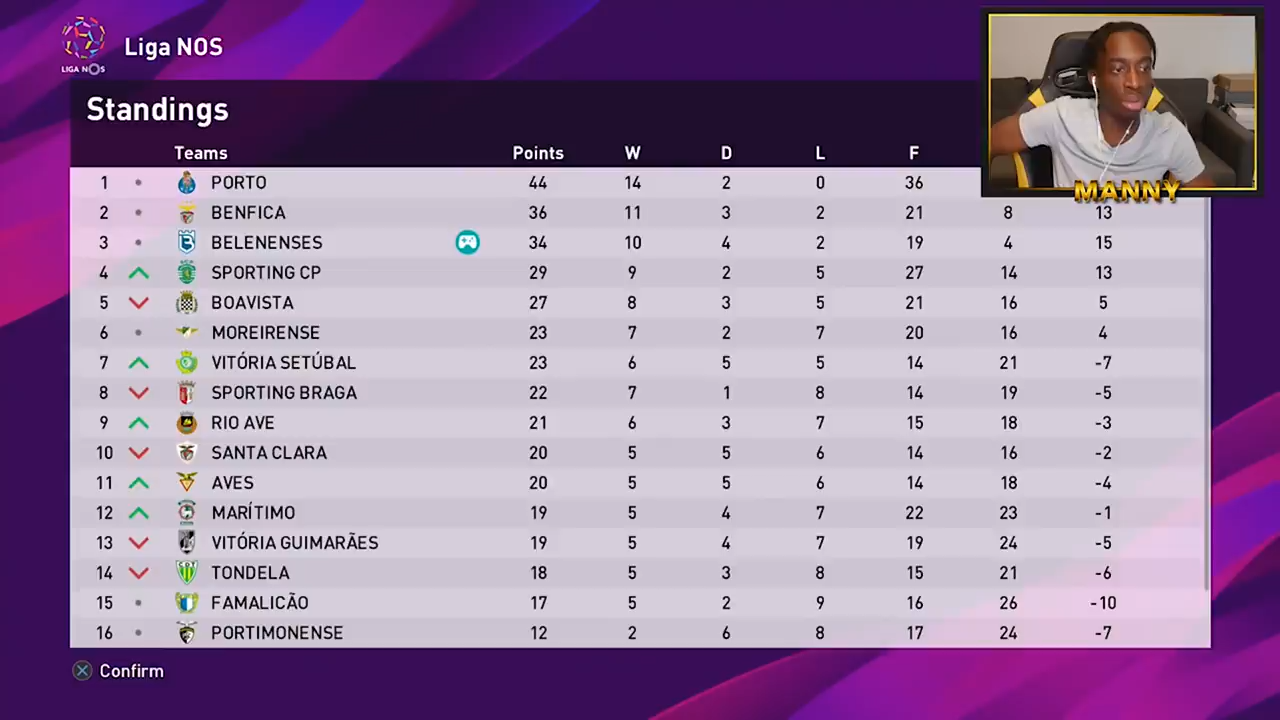 LIGA NOS
Liga NOS
Standings
Teams Points W D L F
1 PORTO 44 14 2 0 36
2 BENFICA 36 11 3 2 21 8 13
3 BELENENSES 34 10 4 2 19 4 15
4 SPORTING CP 29 9 2 5 27 14 13
5 BOAVISTA 27 8 3 5 21 16 5
6 MOREIRENSE 23 7 2 7 20 16 4
7 VITÓRIA SETÚBAL 23 6 5 5 14 21 -7
8 SPORTING BRAGA 22 7 1 8 14 19 -5
9 RIO AVE 21 6 3 7 15 18 -3
10 SANTA CLARA 20 5 5 6 14 16 -2
11 AVES 20 5 5 6 14 18 -4
12 MARÍTIMO 19 5 4 7 22 23 -1
13 VITÓRIA GUIMARÃES 19 5 4 7 19 24 -5
14 TONDELA 18 5 3 8 15 21 -6
15 FAMALICÃO 17 5 2 9 16 26 -10
16 PORTIMONENSE 12 2 6 8 17 24 -7
Confirm
MANNY